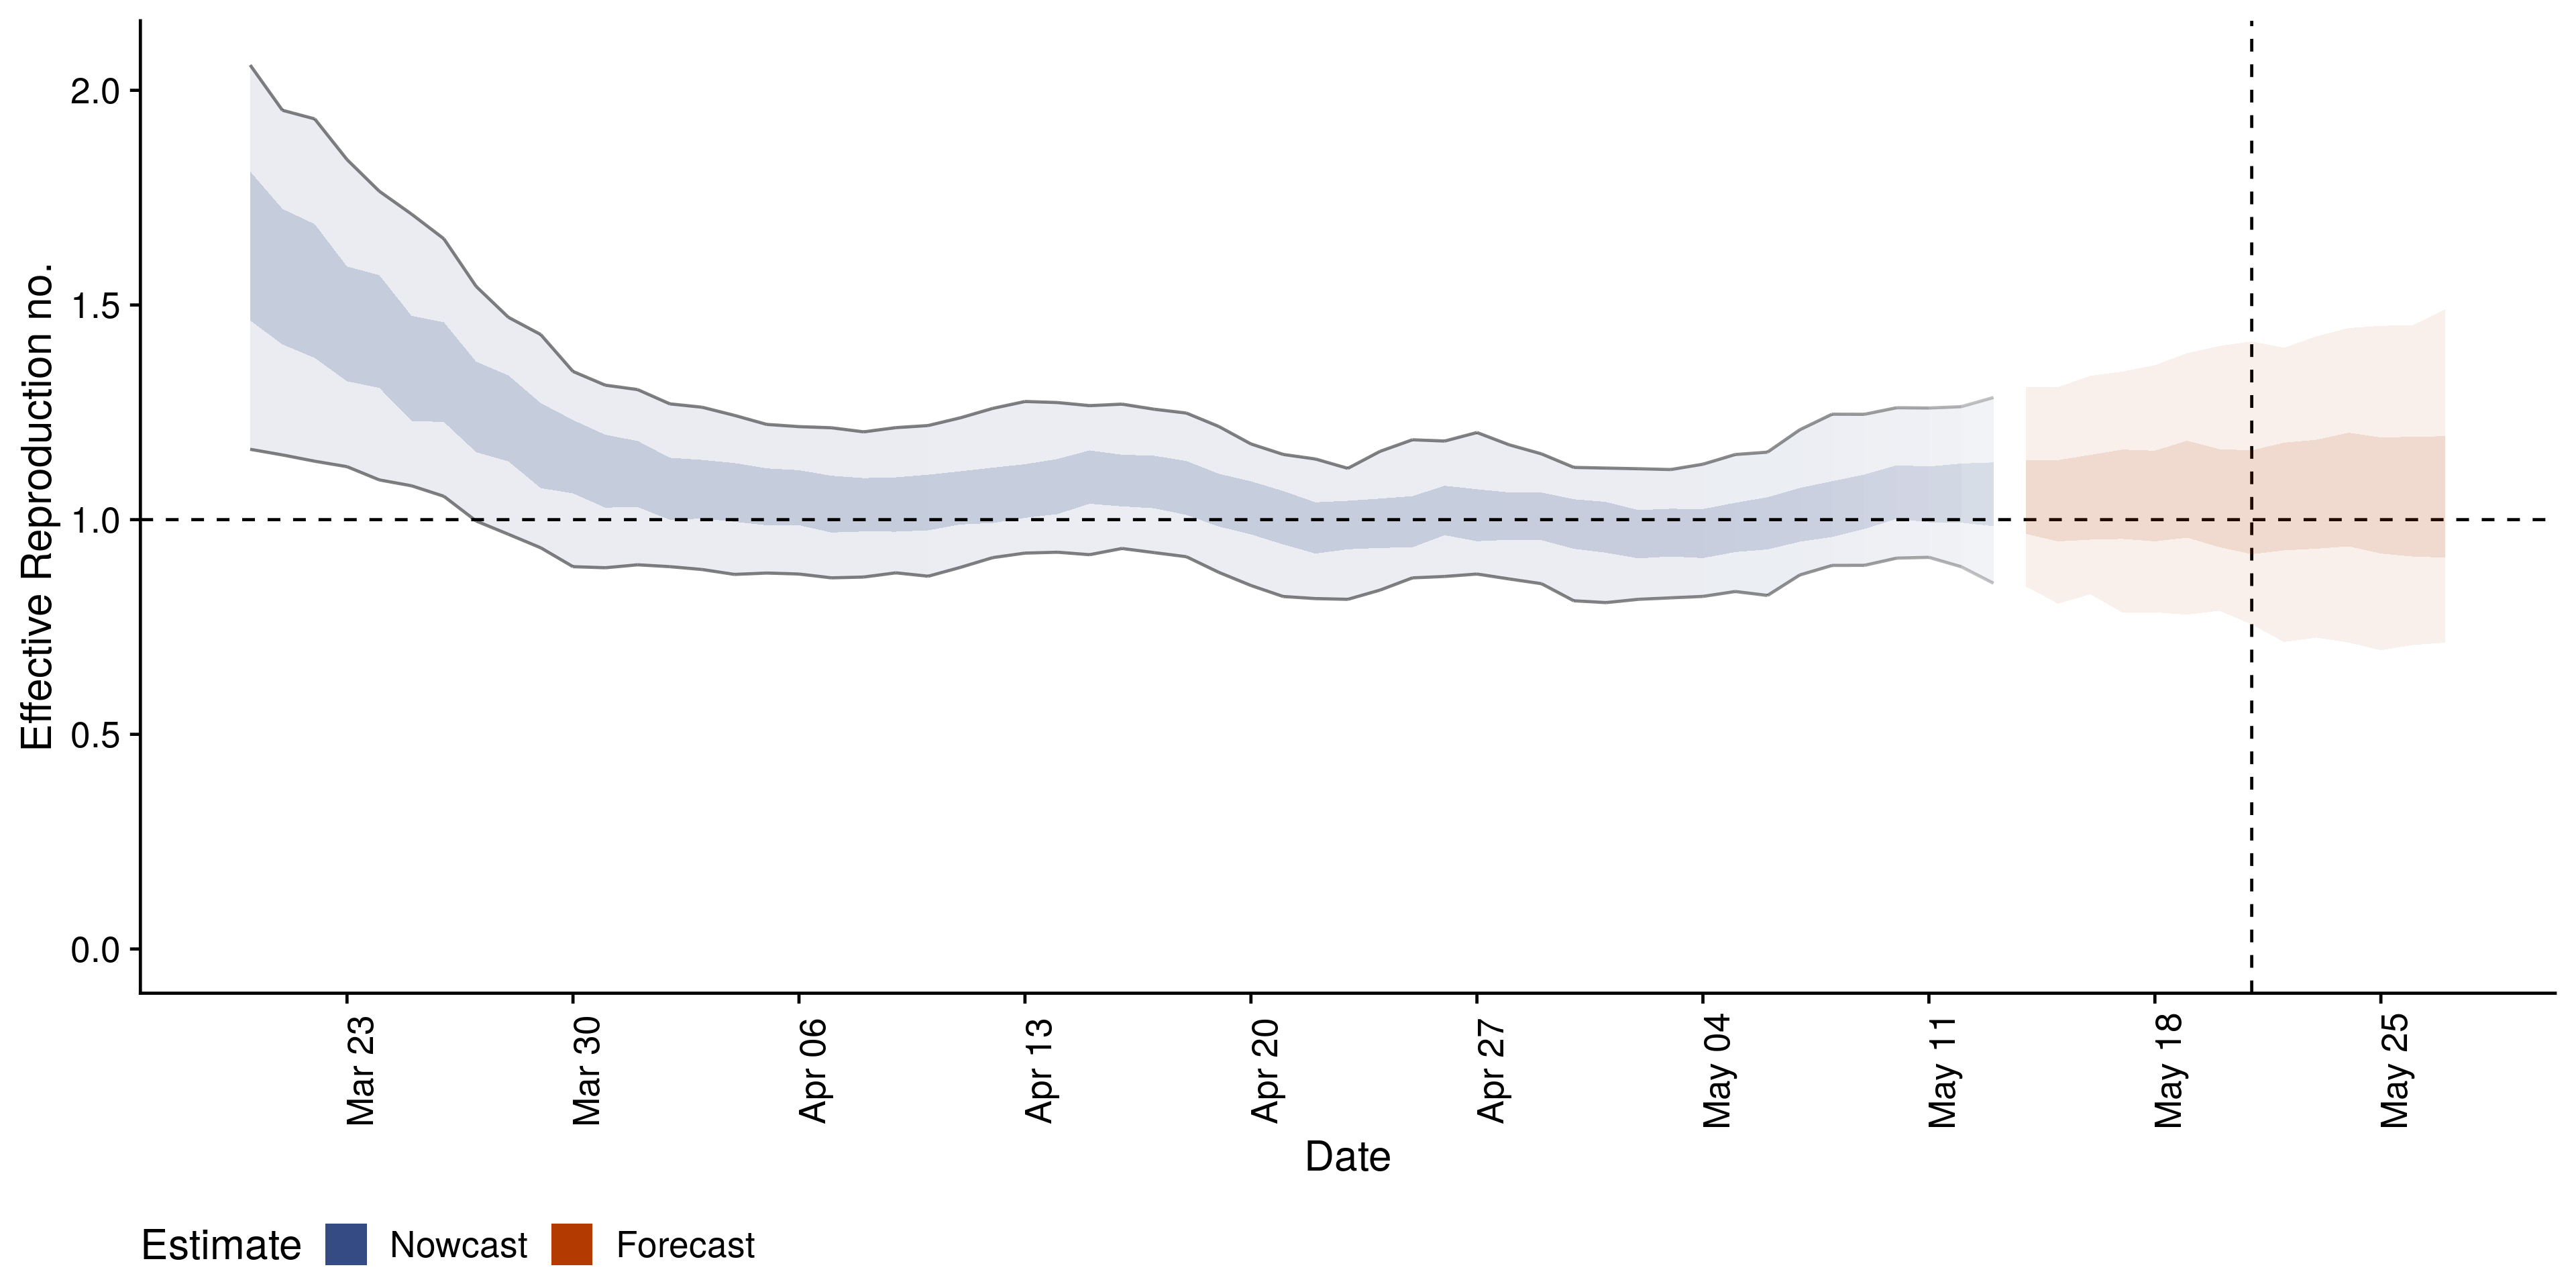 Effective Reproduction no.
2.0
1.5
1.0
0.5
0.0
Mar 23
Mar 30
Apr 06
Apr 13
Apr 20
Apr 27
May 04
May 11
May 18
May 25
Date
Estimate Nowcast Forecast